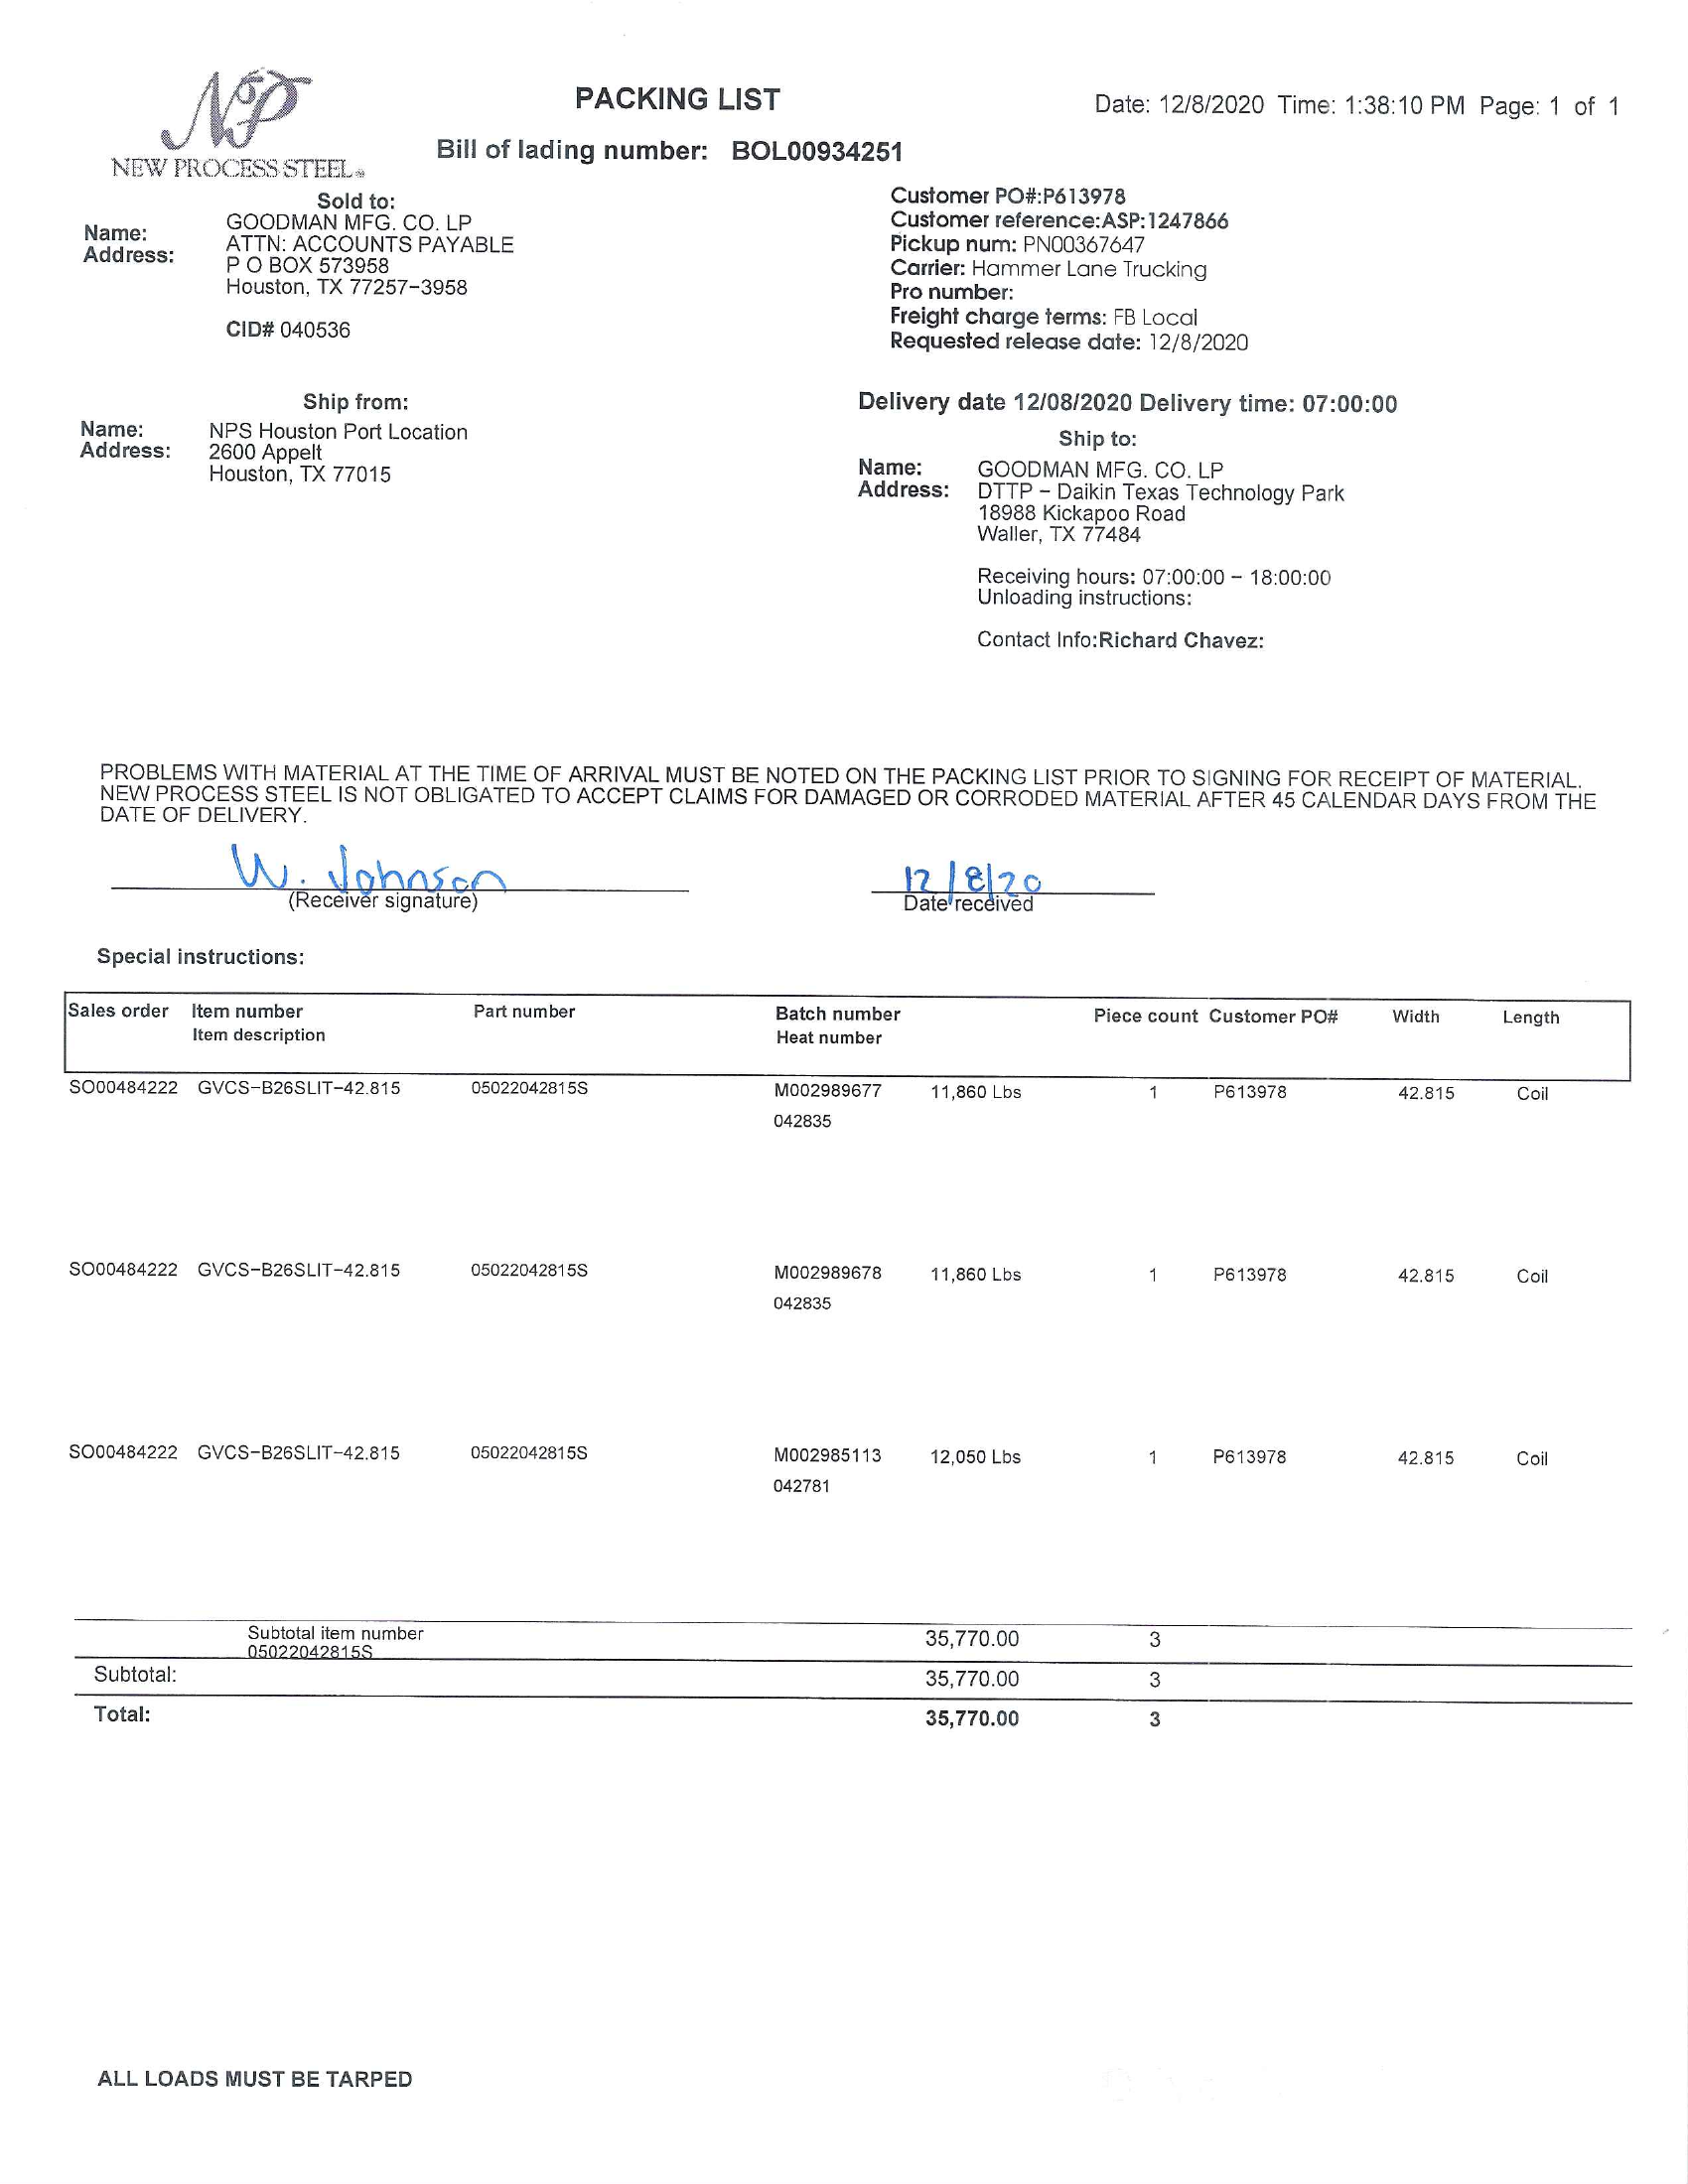 NP
NEW PROCESS STEEL
PACKING LIST
Date: 12/8/2020 Time: 1:38:10 PM Page: 1 of 1
Bill of lading number: BOL00934251
Sold to:
Name: GOODMAN MFG. CO. LP
Address: ATTN: ACCOUNTS PAYABLE
P O BOX 573958
Houston, TX 77257-3958
CID# 040536
Customer PO#:P613978
Customer reference:ASP:1247866
Pickup num: PN00367647
Carrier: Hammer Lane Trucking
Pro number:
Freight charge terms: FB Local
Requested release date: 12/8/2020
Ship from:
Name: NPS Houston Port Location
Address: 2600 Appelt
Houston, TX 77015
Delivery date 12/08/2020 Delivery time: 07:00:00
Ship to:
Name: GOODMAN MFG. CO. LP
Address: DTTP - Daikin Texas Technology Park
18988 Kickapoo Road
Waller, TX 77484
Receiving hours: 07:00:00 - 18:00:00
Unloading instructions:
Contact Info:Richard Chavez:
PROBLEMS WITH MATERIAL AT THE TIME OF ARRIVAL MUST BE NOTED ON THE PACKING LIST PRIOR TO SIGNING FOR RECEIPT OF MATERIAL.
NEW PROCESS STEEL IS NOT OBLIGATED TO ACCEPT CLAIMS FOR DAMAGED OR CORRODED MATERIAL AFTER 45 CALENDAR DAYS FROM THE
DATE OF DELIVERY.
W. Johnson 12/8/20
(Receiver signature) Date received
Special instructions:
Sales order Item number Part number Batch number Piece count Customer PO# Width Length
Item description Heat number
SO00484222 GVCS-B26SLIT-42.815 05022042815S M002989677 11,860 Lbs 1 P613978 42.815 Coil
042835
SO00484222 GVCS-B26SLIT-42.815 05022042815S M002989678 11,860 Lbs 1 P613978 42.815 Coil
042835
SO00484222 GVCS-B26SLIT-42.815 05022042815S M002985113 12,050 Lbs 1 P613978 42.815 Coil
042781
Subtotal item number 35,770.00 3
05022042815S
Subtotal: 35,770.00 3
Total: 35,770.00 3
ALL LOADS MUST BE TARPED